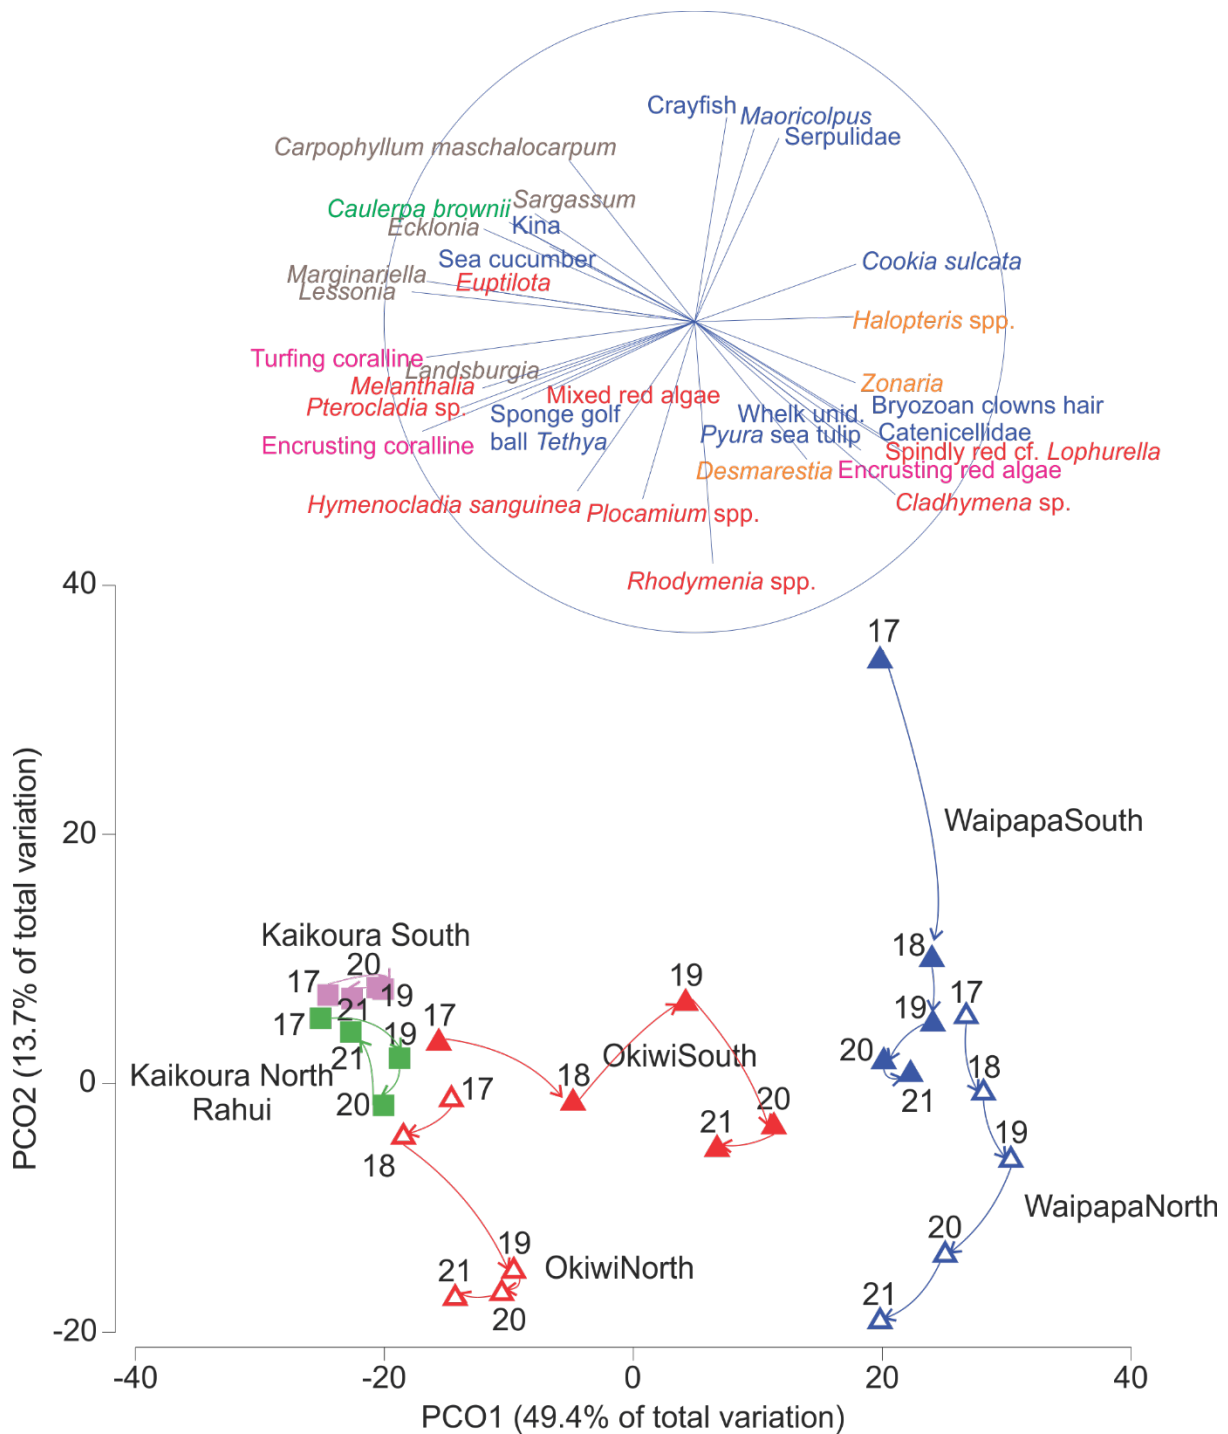 Crayfish
Maoricolpus
Serpulidae
Carpophyllum maschalocarpum
Sargassum
Caulerpa brownii
Kina
Ecklonia
Sea cucumber
Cookia sulcata
Marginariella
Euptilota
Lessonia
Halopteris spp.
Turfing coralline
Landsburgia
Melanthalia
Mixed red algae
Zonaria
Pterocladia sp.
Sponge golf
ball Tethya
Whelk unid.
Bryozoan clowns hair
Encrusting coralline
Pyura sea tulip
Catenicellidae
Spindly red cf. Lophurella
Desmarestia
Encrusting red algae
Hymenocladia sanguinea
Plocamium spp.
Cladhymena sp.
Rhodymenia spp.
40
20
0
-20
PCO2 (13.7% of total variation)
17
WaipapaSouth
18
19
20
21
17
18
19
20
21
WaipapaNorth
Kaikoura South
17
20
19
21
17
19
21
20
Kaikoura North
Rahui
17
18
19
20
21
OkiwiSouth
17
18
19
20
21
OkiwiNorth
-40
-20
0
20
40
PCO1 (49.4% of total variation)